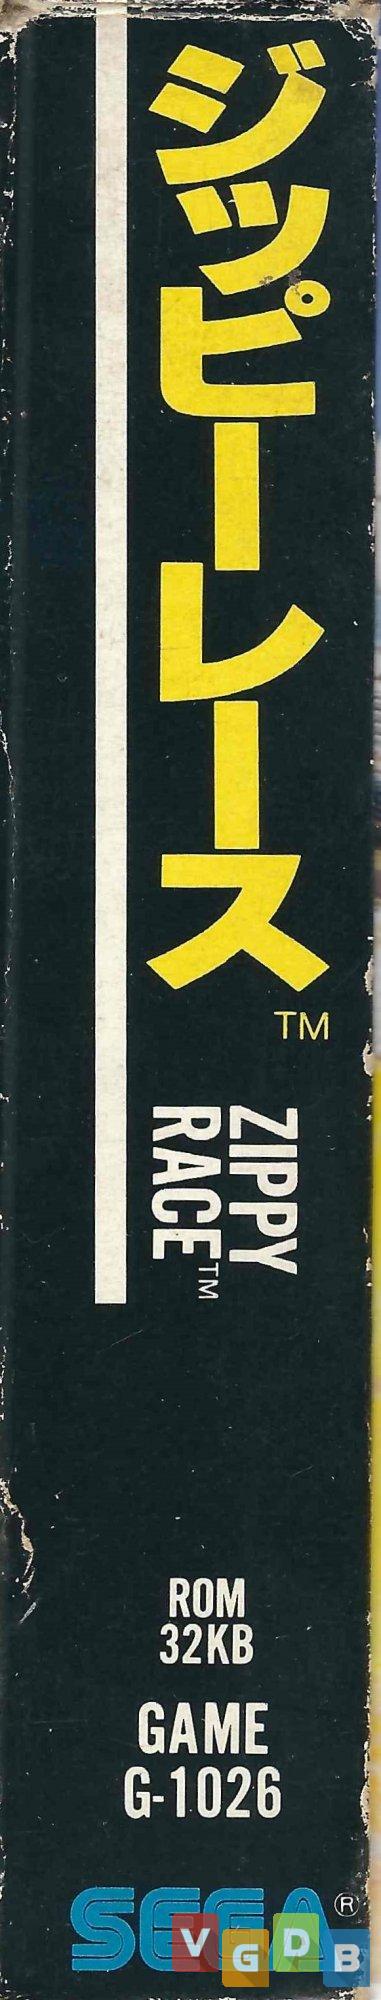 ジッピーレース
TM
ZIPPY
RACE TM
ROM
32KB
GAME
G-1026
SEGA ®
VGDB